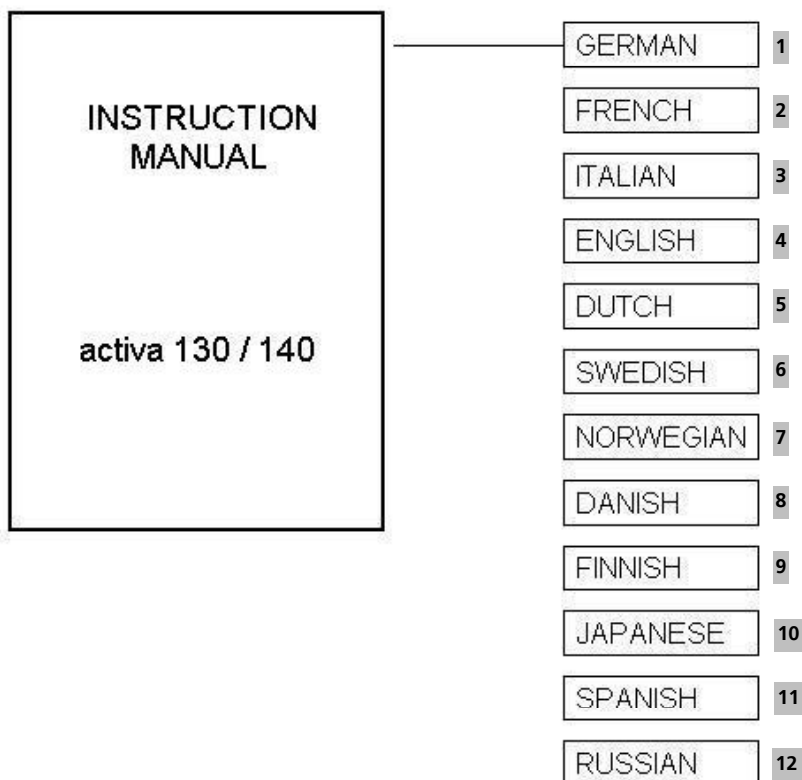 INSTRUCTION
MANUAL
activa 130 / 140
GERMAN 1
FRENCH 2
ITALIAN 3
ENGLISH 4
DUTCH 5
SWEDISH 6
NORWEGIAN 7
DANISH 8
FINNISH 9
JAPANESE 10
SPANISH 11
RUSSIAN 12